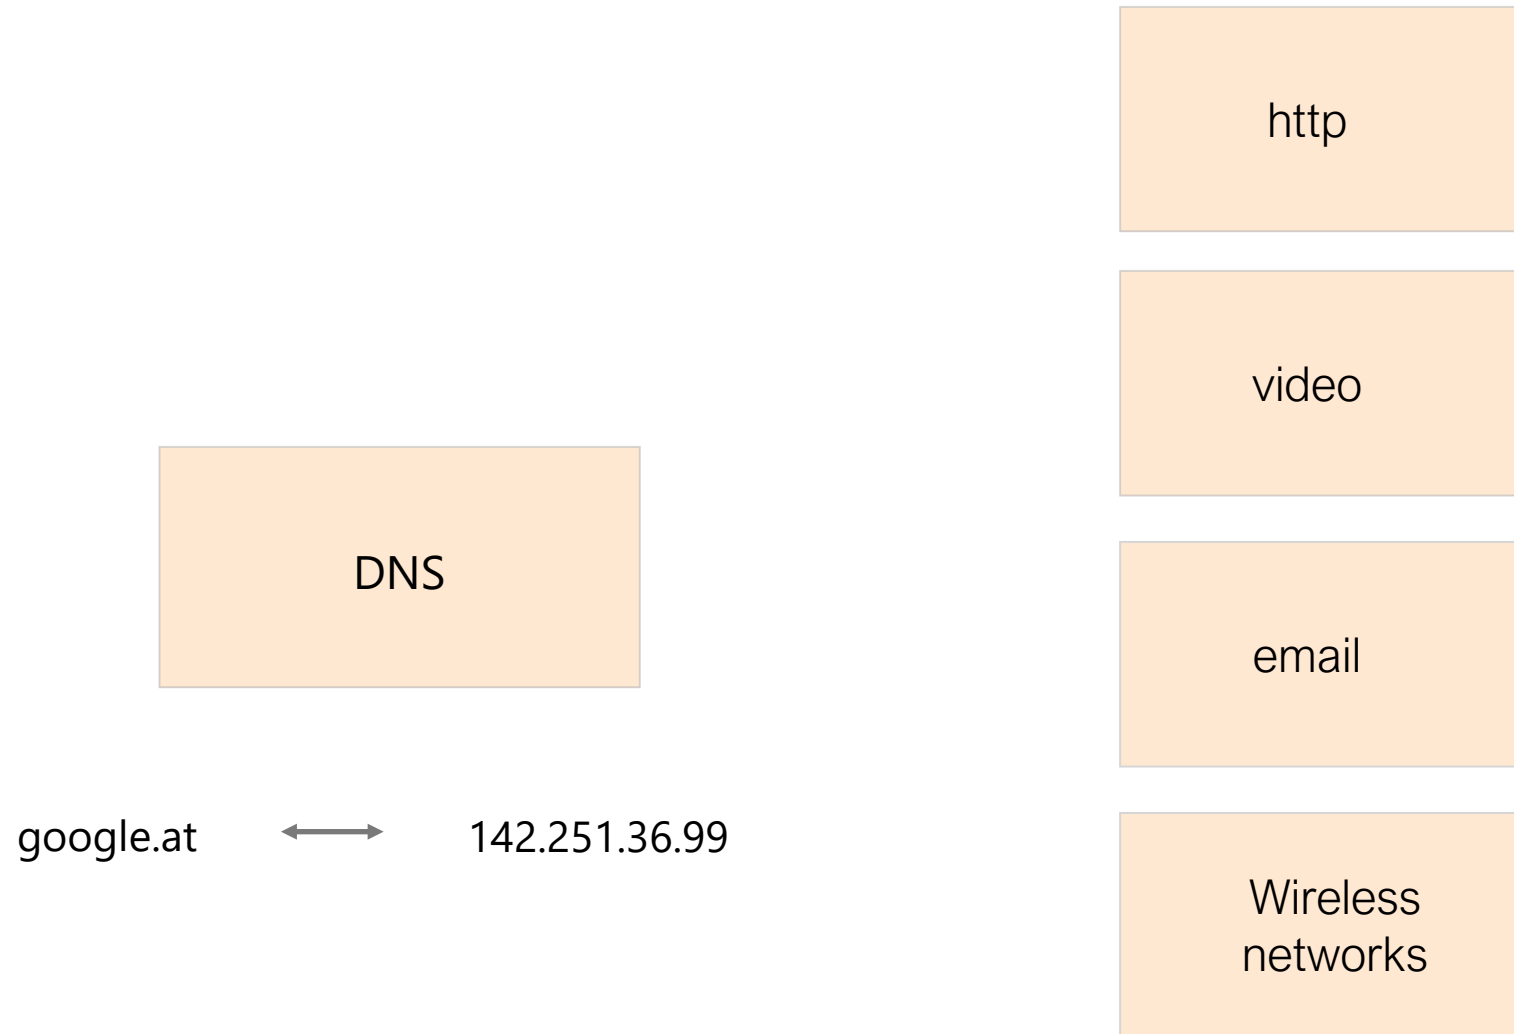 http
video
DNS
email
google.at 142.251.36.99
Wireless
networks